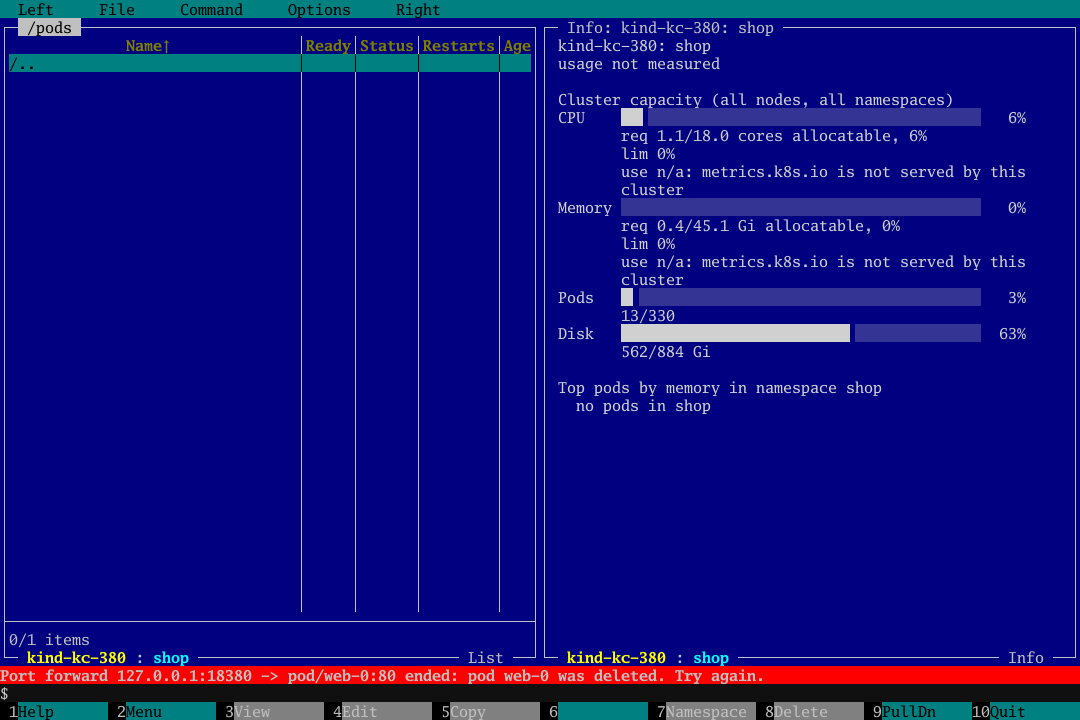 Left File Command Options Right
/pods
Name↑ Ready Status Restarts Age
/..
0/1 items
kind-kc-380 : shop List
Info: kind-kc-380: shop
kind-kc-380: shop
usage not measured
Cluster capacity (all nodes, all namespaces)
CPU 6%
req 1.1/18.0 cores allocatable, 6%
lim 0%
use n/a: metrics.k8s.io is not served by this
cluster
Memory 0%
req 0.4/45.1 Gi allocatable, 0%
lim 0%
use n/a: metrics.k8s.io is not served by this
cluster
Pods 3%
13/330
Disk 63%
562/884 Gi
Top pods by memory in namespace shop
no pods in shop
kind-kc-380 : shop Info
Port forward 127.0.0.1:18380 -> pod/web-0:80 ended: pod web-0 was deleted. Try again.
$
1Help 2Menu 3View 4Edit 5Copy 6 7Namespace 8Delete 9PullDn 10Quit